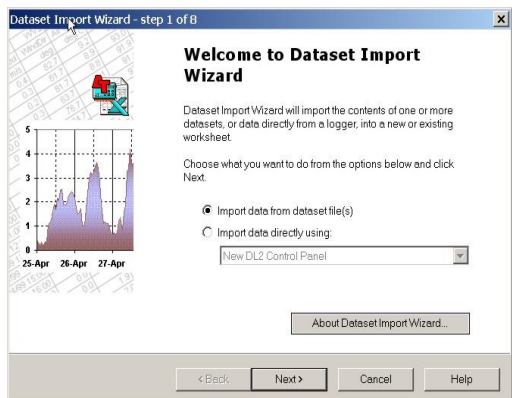 Dataset Import Wizard - step 1 of 8
Welcome to Dataset Import
Wizard
Dataset Import Wizard will import the contents of one or more
datasets, or data directly from a logger, into a new or existing
worksheet.
Choose what you want to do from the options below and click
Next.
Import data from dataset file(s)
Import data directly using:
New DL2 Control Panel
About Dataset Import Wizard...
5
4
3
2
1
0
25-Apr 26-Apr 27-Apr
< Back Next > Cancel Help